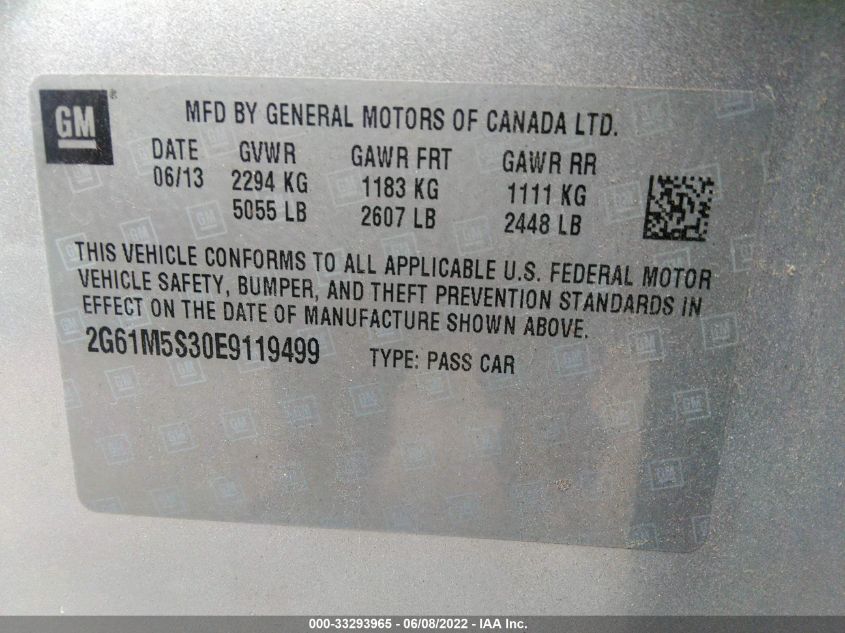 GM®
MFD BY GENERAL MOTORS OF CANADA LTD.
DATE GVWR GAWR FRT GAWR RR
06/13 2294 KG 1183 KG 1111 KG
5055 LB 2607 LB 2448 LB
THIS VEHICLE CONFORMS TO ALL APPLICABLE U.S. FEDERAL MOTOR
VEHICLE SAFETY, BUMPER, AND THEFT PREVENTION STANDARDS IN
EFFECT ON THE DATE OF MANUFACTURE SHOWN ABOVE.
2G61M5S30E9119499 TYPE: PASS CAR
000-33293965 - 06/08/2022 - IAA Inc.